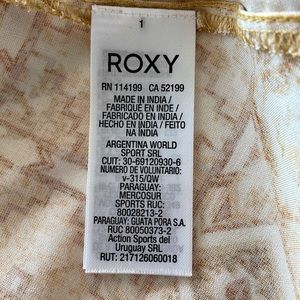 1
ROXY
RN 114199 CA 52199
MADE IN INDIA /
FABRIQUÉ EN INDE /
FABRICADO EN INDIA /
HECHO EN INDIA / FEITO
NA ÍNDIA
ARGENTINA WORLD
SPORT SRL
CUIT: 30-69120930-6
NUMERO DE VOLUNTARIO:
v-315/QW
PARAGUAY:
MERCOSUR
SPORTS RUC:
80028213-2
PARAGUAY: GUATA PORA S.A.
RUC 80050373-2
Action Sports del
Uruguay SRL
RUT: 217126060018